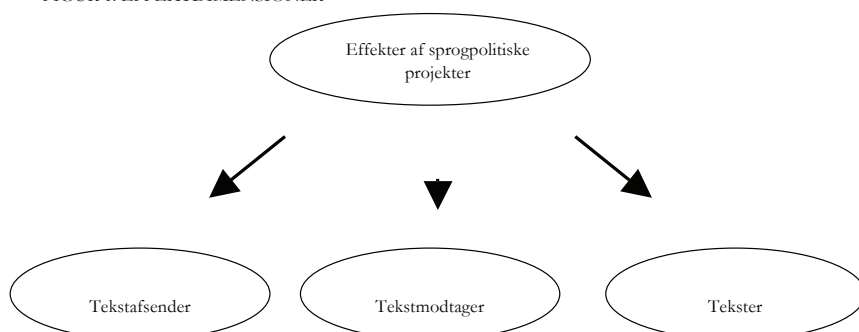 Effekter af sprogpolitiske
projekter
Tekstafsender
Tekstmodtager
Tekster